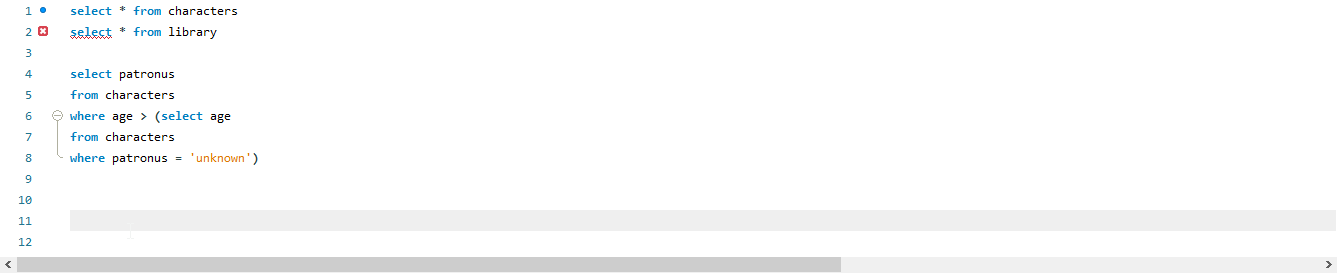 1 select * from characters
2 select * from library
3
4 select patronus
5 from characters
6 where age > (select age
7 from characters
8 where patronus = 'unknown')
9
10
11
12